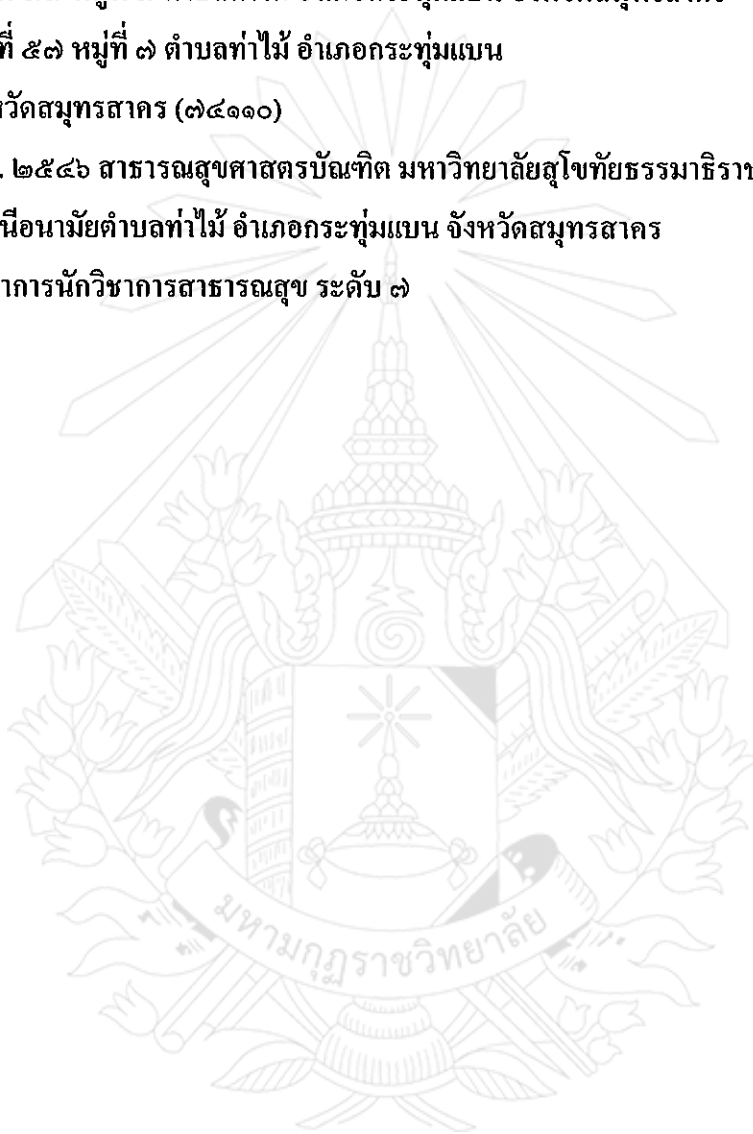 ที่ ๕๗ หมู่ที่ ๗ ตำบลท่าไม้ อำเภอกระทุ่มแบน
หวัดสมุทรสาคร (๗๔๑๑๐)
. ๒๕๔๖ สาธารณสุขศาสตรบัณฑิต มหาวิทยาลัยสุโขทัยธรรมาธิราช
นีอนามัยตำบลท่าไม้ อำเภอกระทุ่มแบน จังหวัดสมุทรสาคร
าการนักวิชาการสาธารณสุข ระดับ ๗
มหามกุฏราชวิทยาลัย